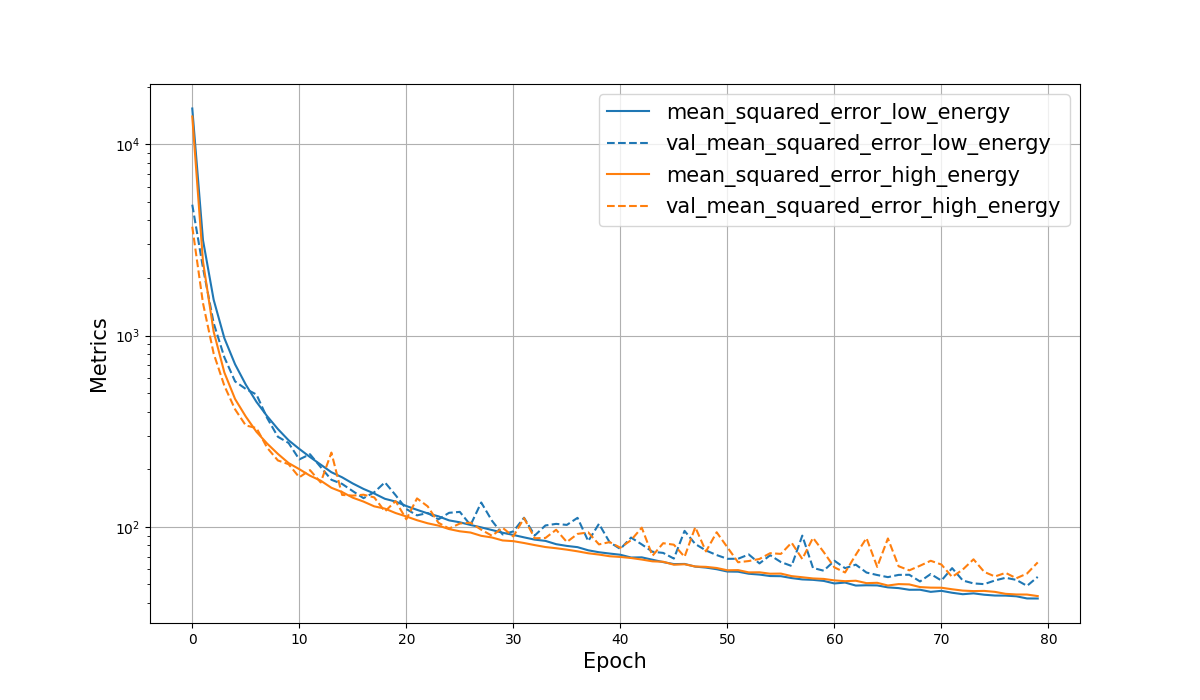 mean_squared_error_low_energy
val_mean_squared_error_low_energy
mean_squared_error_high_energy
val_mean_squared_error_high_energy
Metrics
10⁴
10³
10²
0 10 20 30 40 50 60 70 80
Epoch